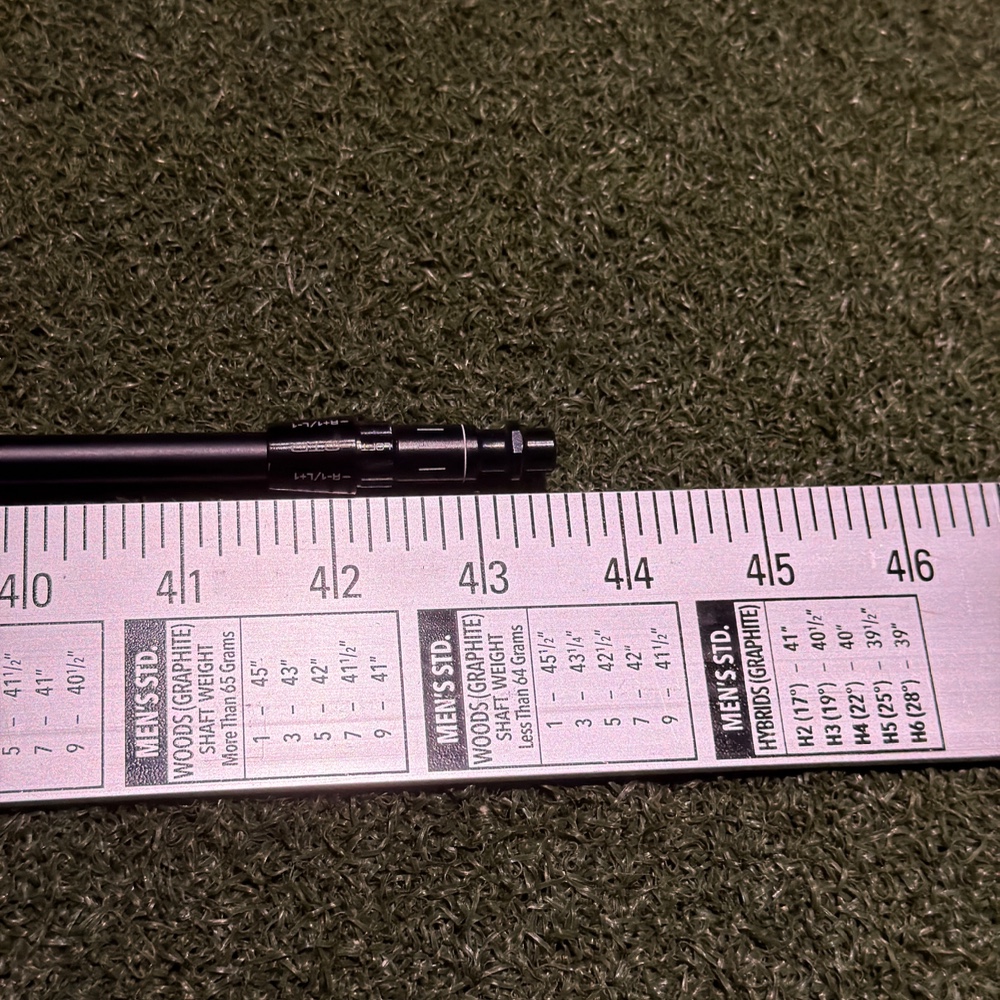 -R+1/L-1
-R-1/L+1
40 41 42 43 44 45 46
5 - 41½"
7 - 41"
9 - 40½"
MEN'S STD.
WOODS (GRAPHITE)
SHAFT WEIGHT
More Than 65 Grams
1 - 45"
3 - 43"
5 - 42"
7 - 41½"
9 - 41"
MEN'S STD.
WOODS (GRAPHITE)
SHAFT WEIGHT
Less Than 64 Grams
1 - 45½"
3 - 43¼"
5 - 42½"
7 - 42"
9 - 41½"
MEN'S STD.
HYBRIDS (GRAPHITE)
H2 (17°) - 41"
H3 (19°) - 40½"
H4 (22°) - 40"
H5 (25°) - 39½"
H6 (28°) - 39"